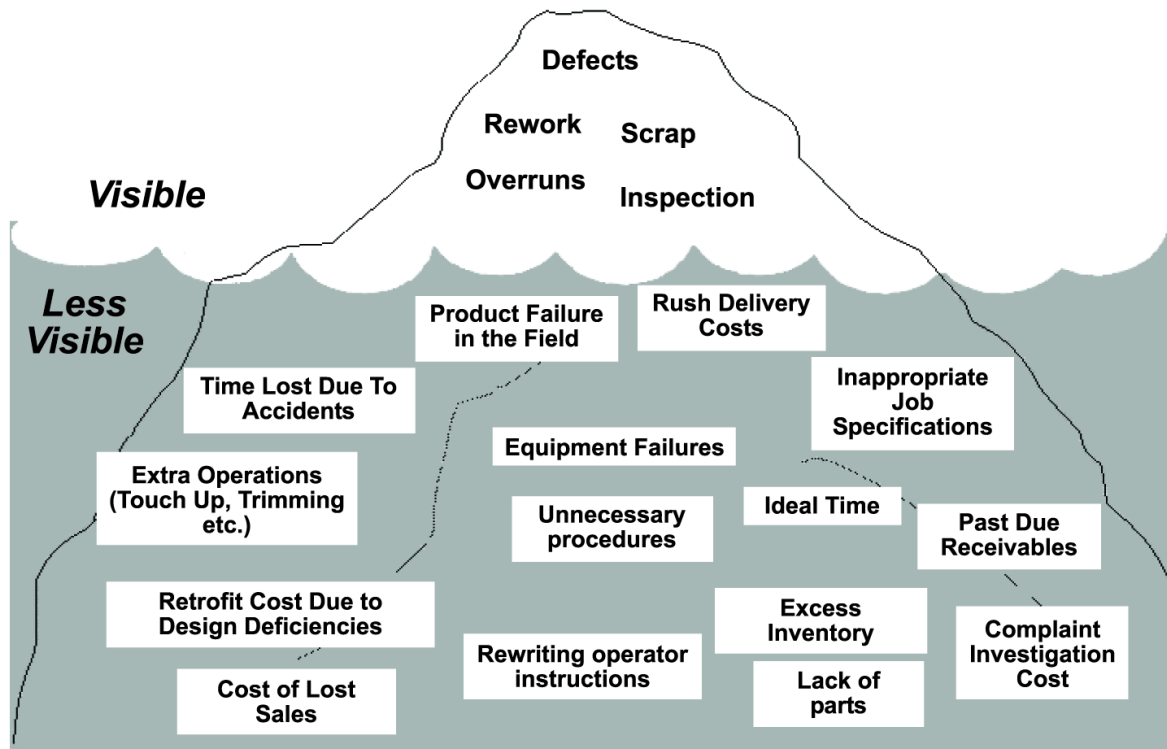 Defects
Rework
Scrap
Overruns
Inspection
Visible
Less
Visible
Product Failure
in the Field
Rush Delivery
Costs
Time Lost Due To
Accidents
Inappropriate
Job
Specifications
Equipment Failures
Extra Operations
(Touch Up, Trimming
etc.)
Ideal Time
Unnecessary
procedures
Past Due
Receivables
Retrofit Cost Due to
Design Deficiencies
Excess
Inventory
Complaint
Investigation
Cost
Rewriting operator
instructions
Lack of
parts
Cost of Lost
Sales